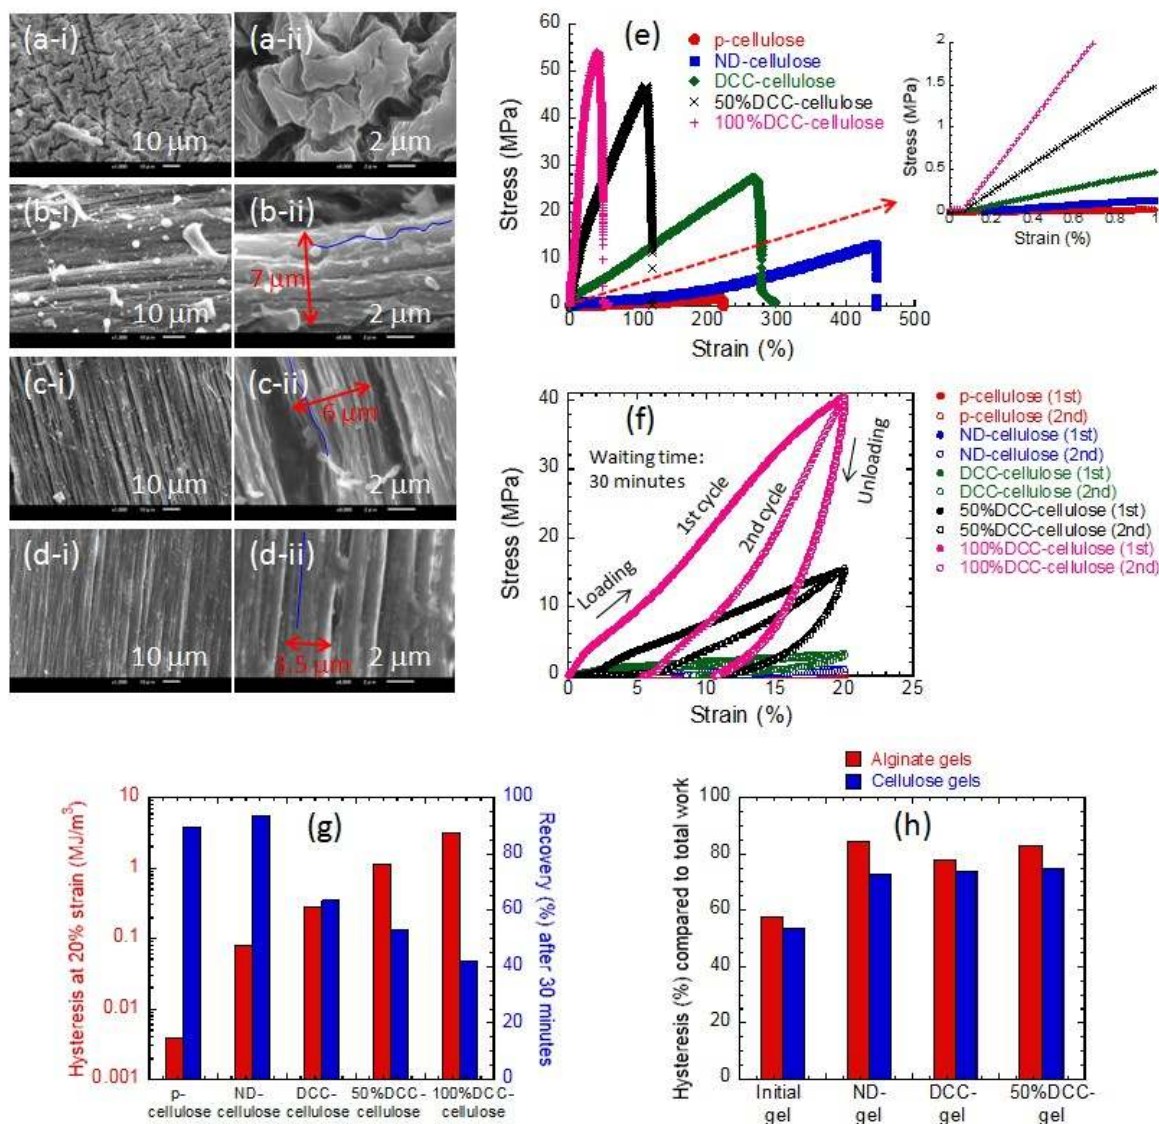 (a-i)
10 μm
(a-ii)
2 μm
(b-i)
10 μm
(b-ii)
7 μm
2 μm
(c-i)
10 μm
(c-ii)
6 μm
2 μm
(d-i)
10 μm
(d-ii)
3.5 μm
2 μm
(e)
p-cellulose
ND-cellulose
DCC-cellulose
50%DCC-cellulose
100%DCC-cellulose
Stress (MPa)
60
50
40
30
20
10
0
0 100 200 300 400 500
Strain (%)
Stress (MPa)
2
1.5
1
0.5
0
0 0.2 0.4 0.6 0.8 1
Strain (%)
(f)
Waiting time:
30 minutes
Loading
1st cycle
2nd cycle
Unloading
Stress (MPa)
40
30
20
10
0
0 5 10 15 20 25
Strain (%)
p-cellulose (1st)
p-cellulose (2nd)
ND-cellulose (1st)
ND-cellulose (2nd)
DCC-cellulose (1st)
DCC-cellulose (2nd)
50%DCC-cellulose (1st)
50%DCC-cellulose (2nd)
100%DCC-cellulose (1st)
100%DCC-cellulose (2nd)
(g)
Hysteresis at 20% strain (MJ/m³)
10
1
0.1
0.01
0.001
Recovery (%) after 30 minutes
100
80
60
40
20
0
p-cellulose
ND-cellulose
DCC-cellulose
50%DCC-cellulose
100%DCC-cellulose
Alginate gels
Cellulose gels
(h)
Hysteresis (%) compared to total work
100
80
60
40
20
0
Initial gel
ND-gel
DCC-gel
50%DCC-gel